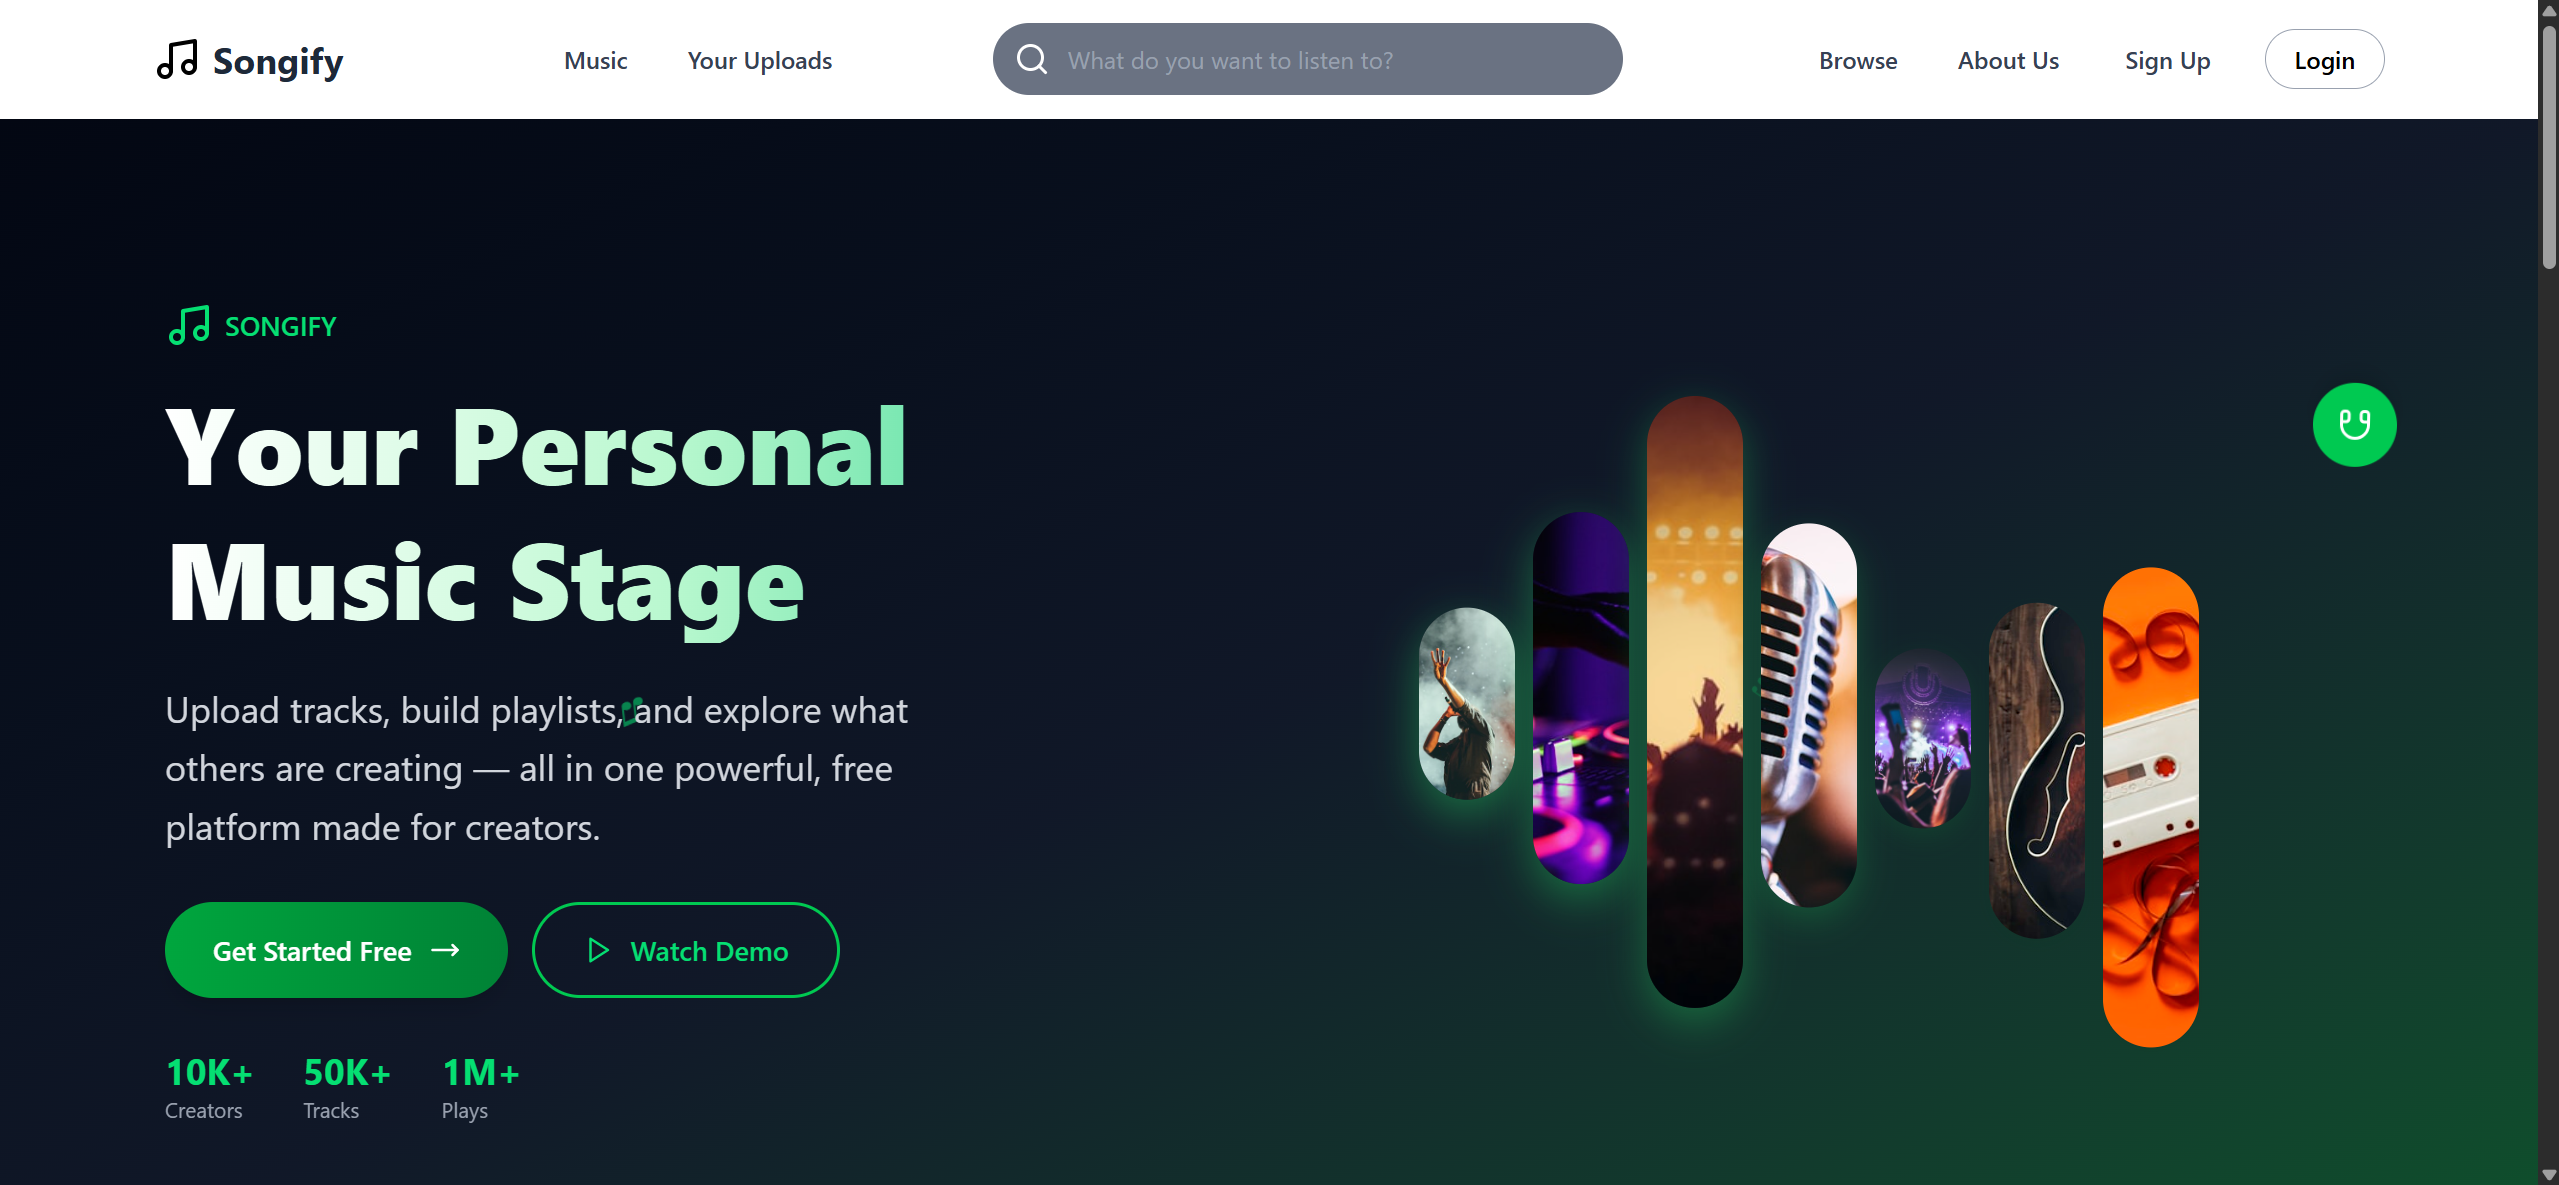 Songify
Music
Your Uploads
What do you want to listen to?
Browse
About Us
Sign Up
Login
SONGIFY
Your Personal
Music Stage
Upload tracks, build playlists, and explore what
others are creating — all in one powerful, free
platform made for creators.
Get Started Free →
Watch Demo
10K+ 50K+ 1M+
Creators Tracks Plays